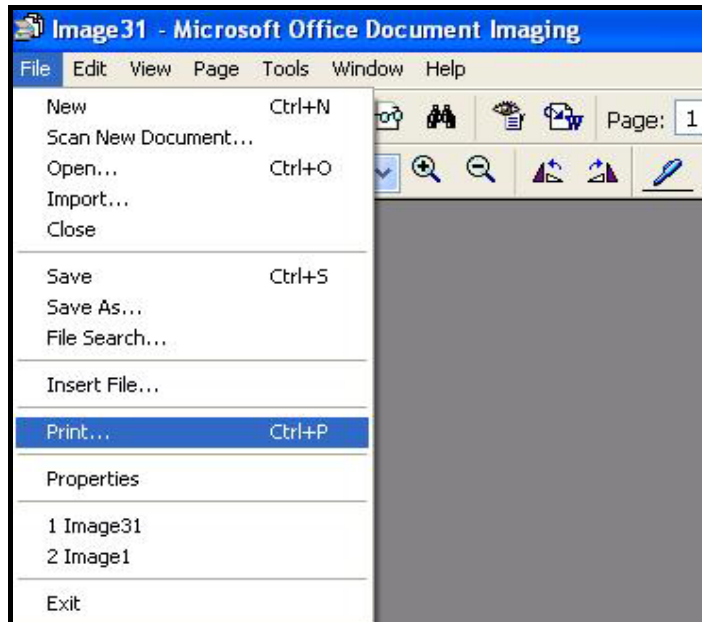 Image31 - Microsoft Office Document Imaging
File Edit View Page Tools Window Help
New Ctrl+N
Page: 1
Scan New Document...
Open... Ctrl+O
Import...
Close
Save Ctrl+S
Save As...
File Search...
Insert File...
Print... Ctrl+P
Properties
1 Image31
2 Image1
Exit